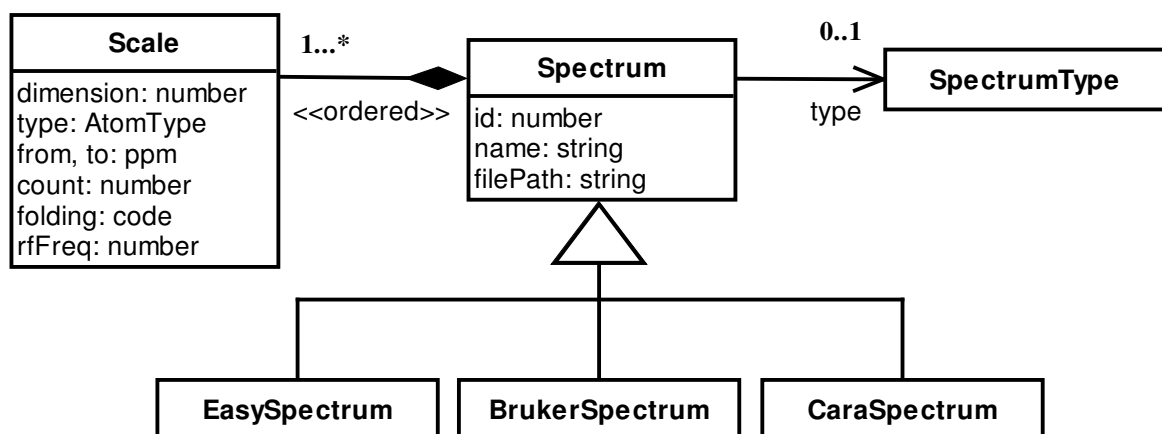 Scale
dimension: number
type: AtomType
from, to: ppm
count: number
folding: code
rfFreq: number
1...*
<<ordered>>
Spectrum
id: number
name: string
filePath: string
0..1
type
SpectrumType
EasySpectrum
BrukerSpectrum
CaraSpectrum